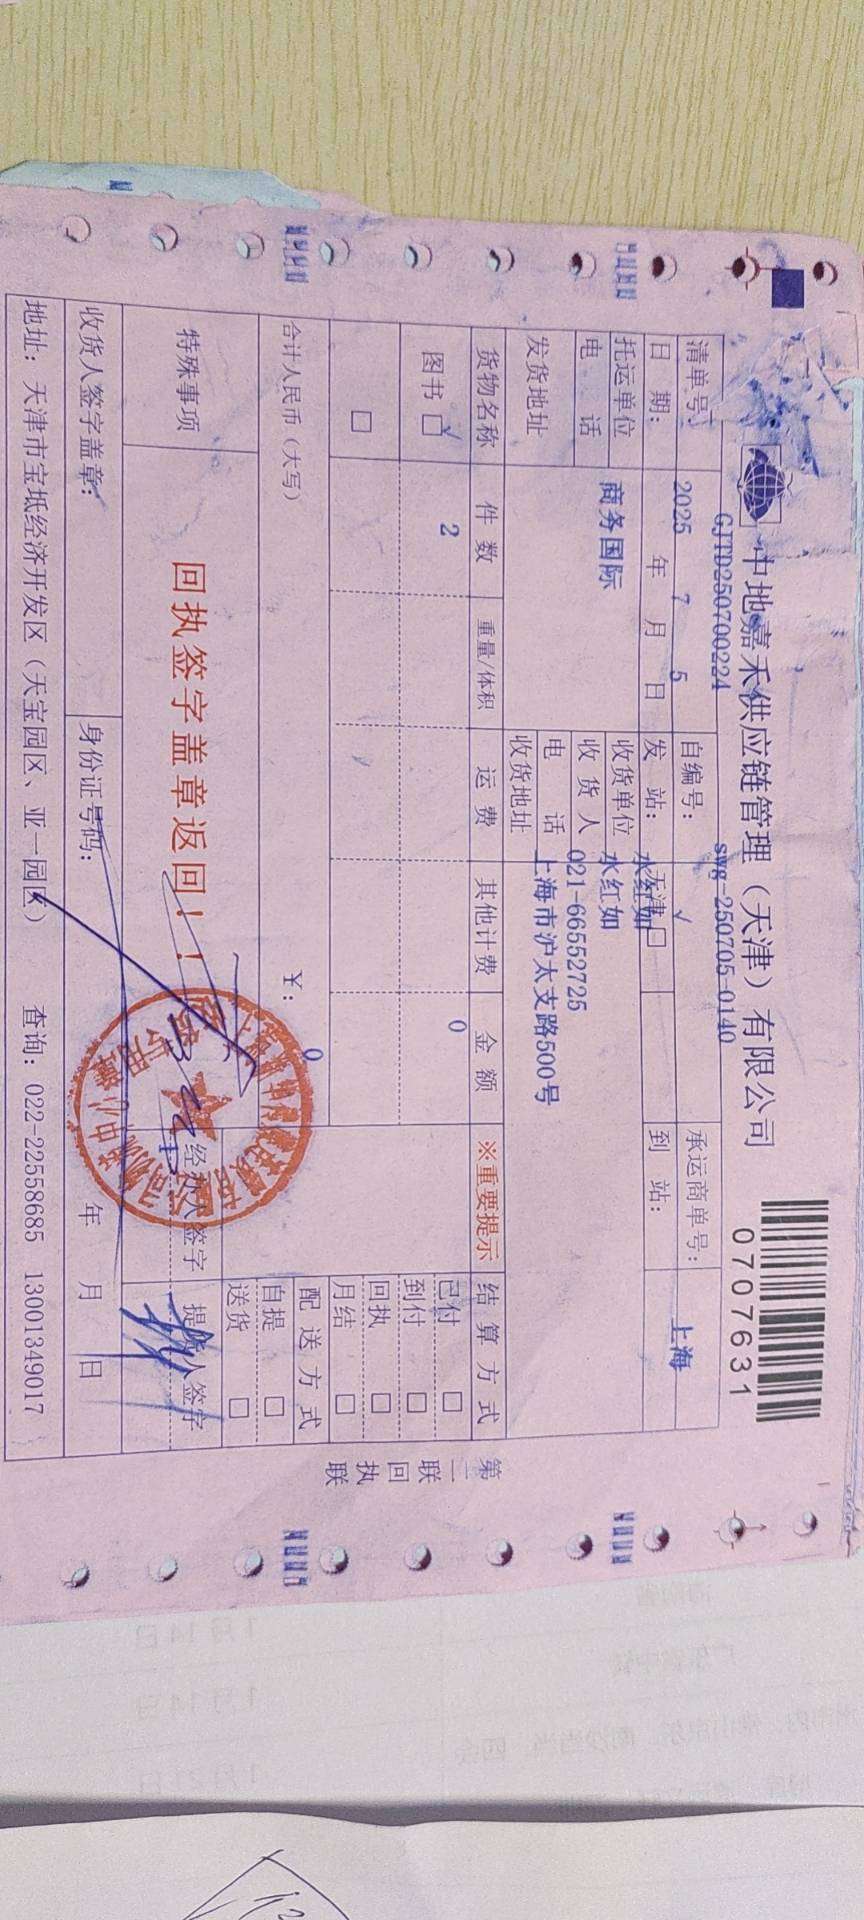 中地嘉禾供应链管理（天津）有限公司
0707631
清单号： GJTD250700224 自编号： swg-250705-0140 承运商单号：
日期： 2025 年 7 月 5 日 发站： 天津 √ □ 到站： 上海
托运单位 商务国际 收货单位 水红如
电话 收货人 水红如
发货地址 电话 021-66552725
收货地址 上海市沪太支路500号
货物名称 件数 重量/体积 运费 其他计费 金额 ※重要提示 结算方式
图书 □ √ 2 0 已付 □
□ 到付 □
回执 □
月结 □
合计人民币（大写） ￥： 0 配送方式
自提 □
送货 □
特殊事项 回执签字盖章返回！！ 经办人签字 提货人签字
收货人签字盖章： 身份证号码： 年 月 日
地址：天津市宝坻经济开发区（天宝园区、亚一园区） 查询：022-22558685 13001349017
第二联 回执联